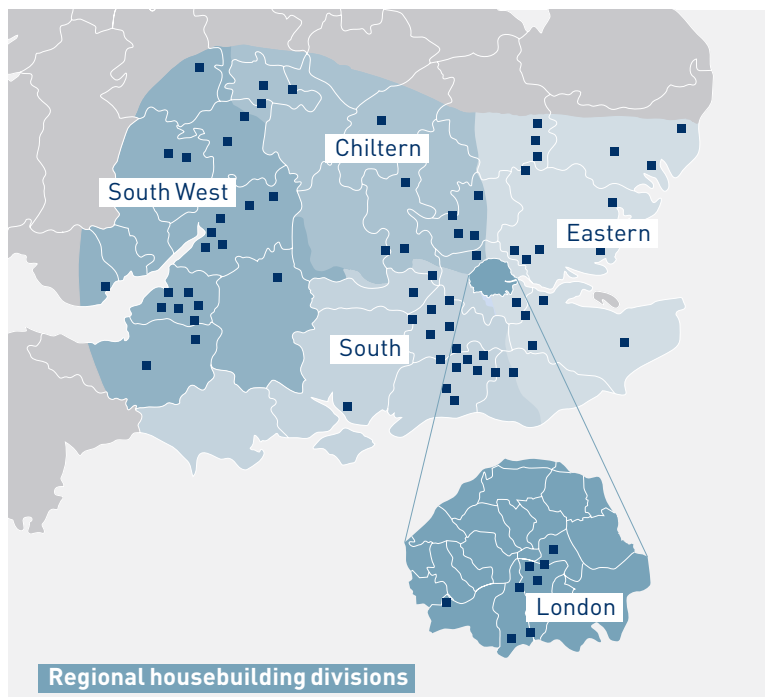 Chiltern
South West
Eastern
South
London
Regional housebuilding divisions